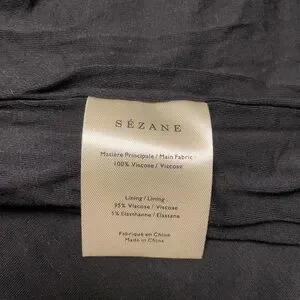 SÉZANE
Matière Principale / Main Fabric
100% Viscose / Viscose
Lining / Lining
95% Viscose / Viscose
5% Elasthanne / Elastane
Fabriqué en Chine
Made in China